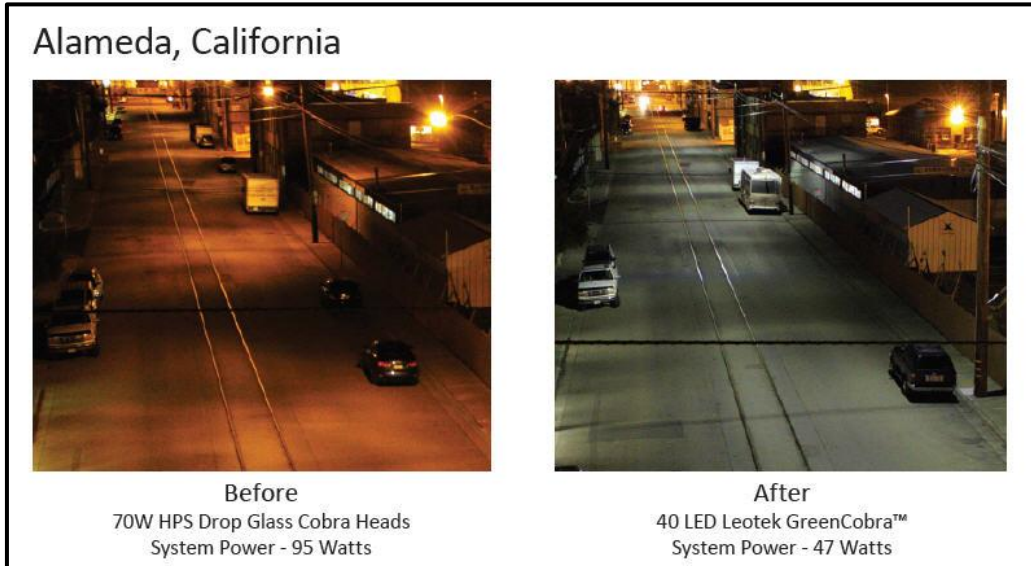 Alameda, California
Before
70W HPS Drop Glass Cobra Heads
System Power - 95 Watts
After
40 LED Leotek GreenCobra™
System Power - 47 Watts